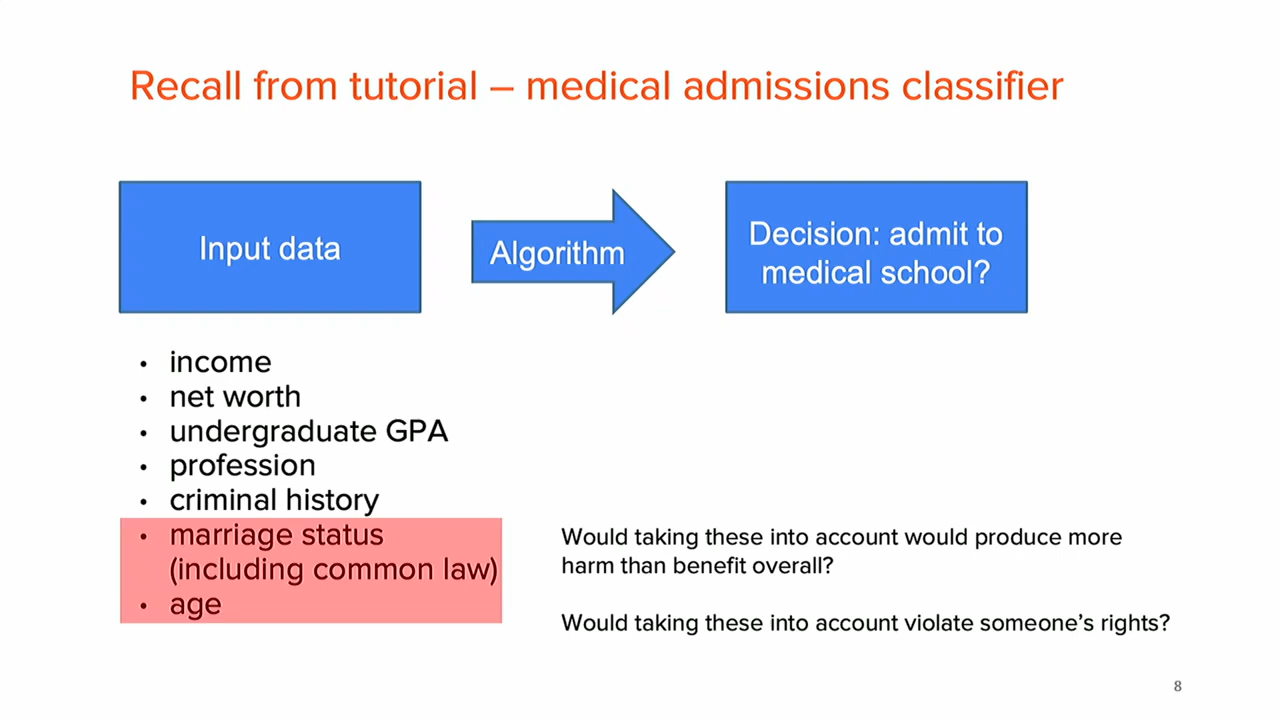 Recall from tutorial – medical admissions classifier
Input data
Algorithm
Decision: admit to
medical school?
• income
• net worth
• undergraduate GPA
• profession
• criminal history
• marriage status
(including common law)
• age
Would taking these into account would produce more
harm than benefit overall?
Would taking these into account violate someone’s rights?
8